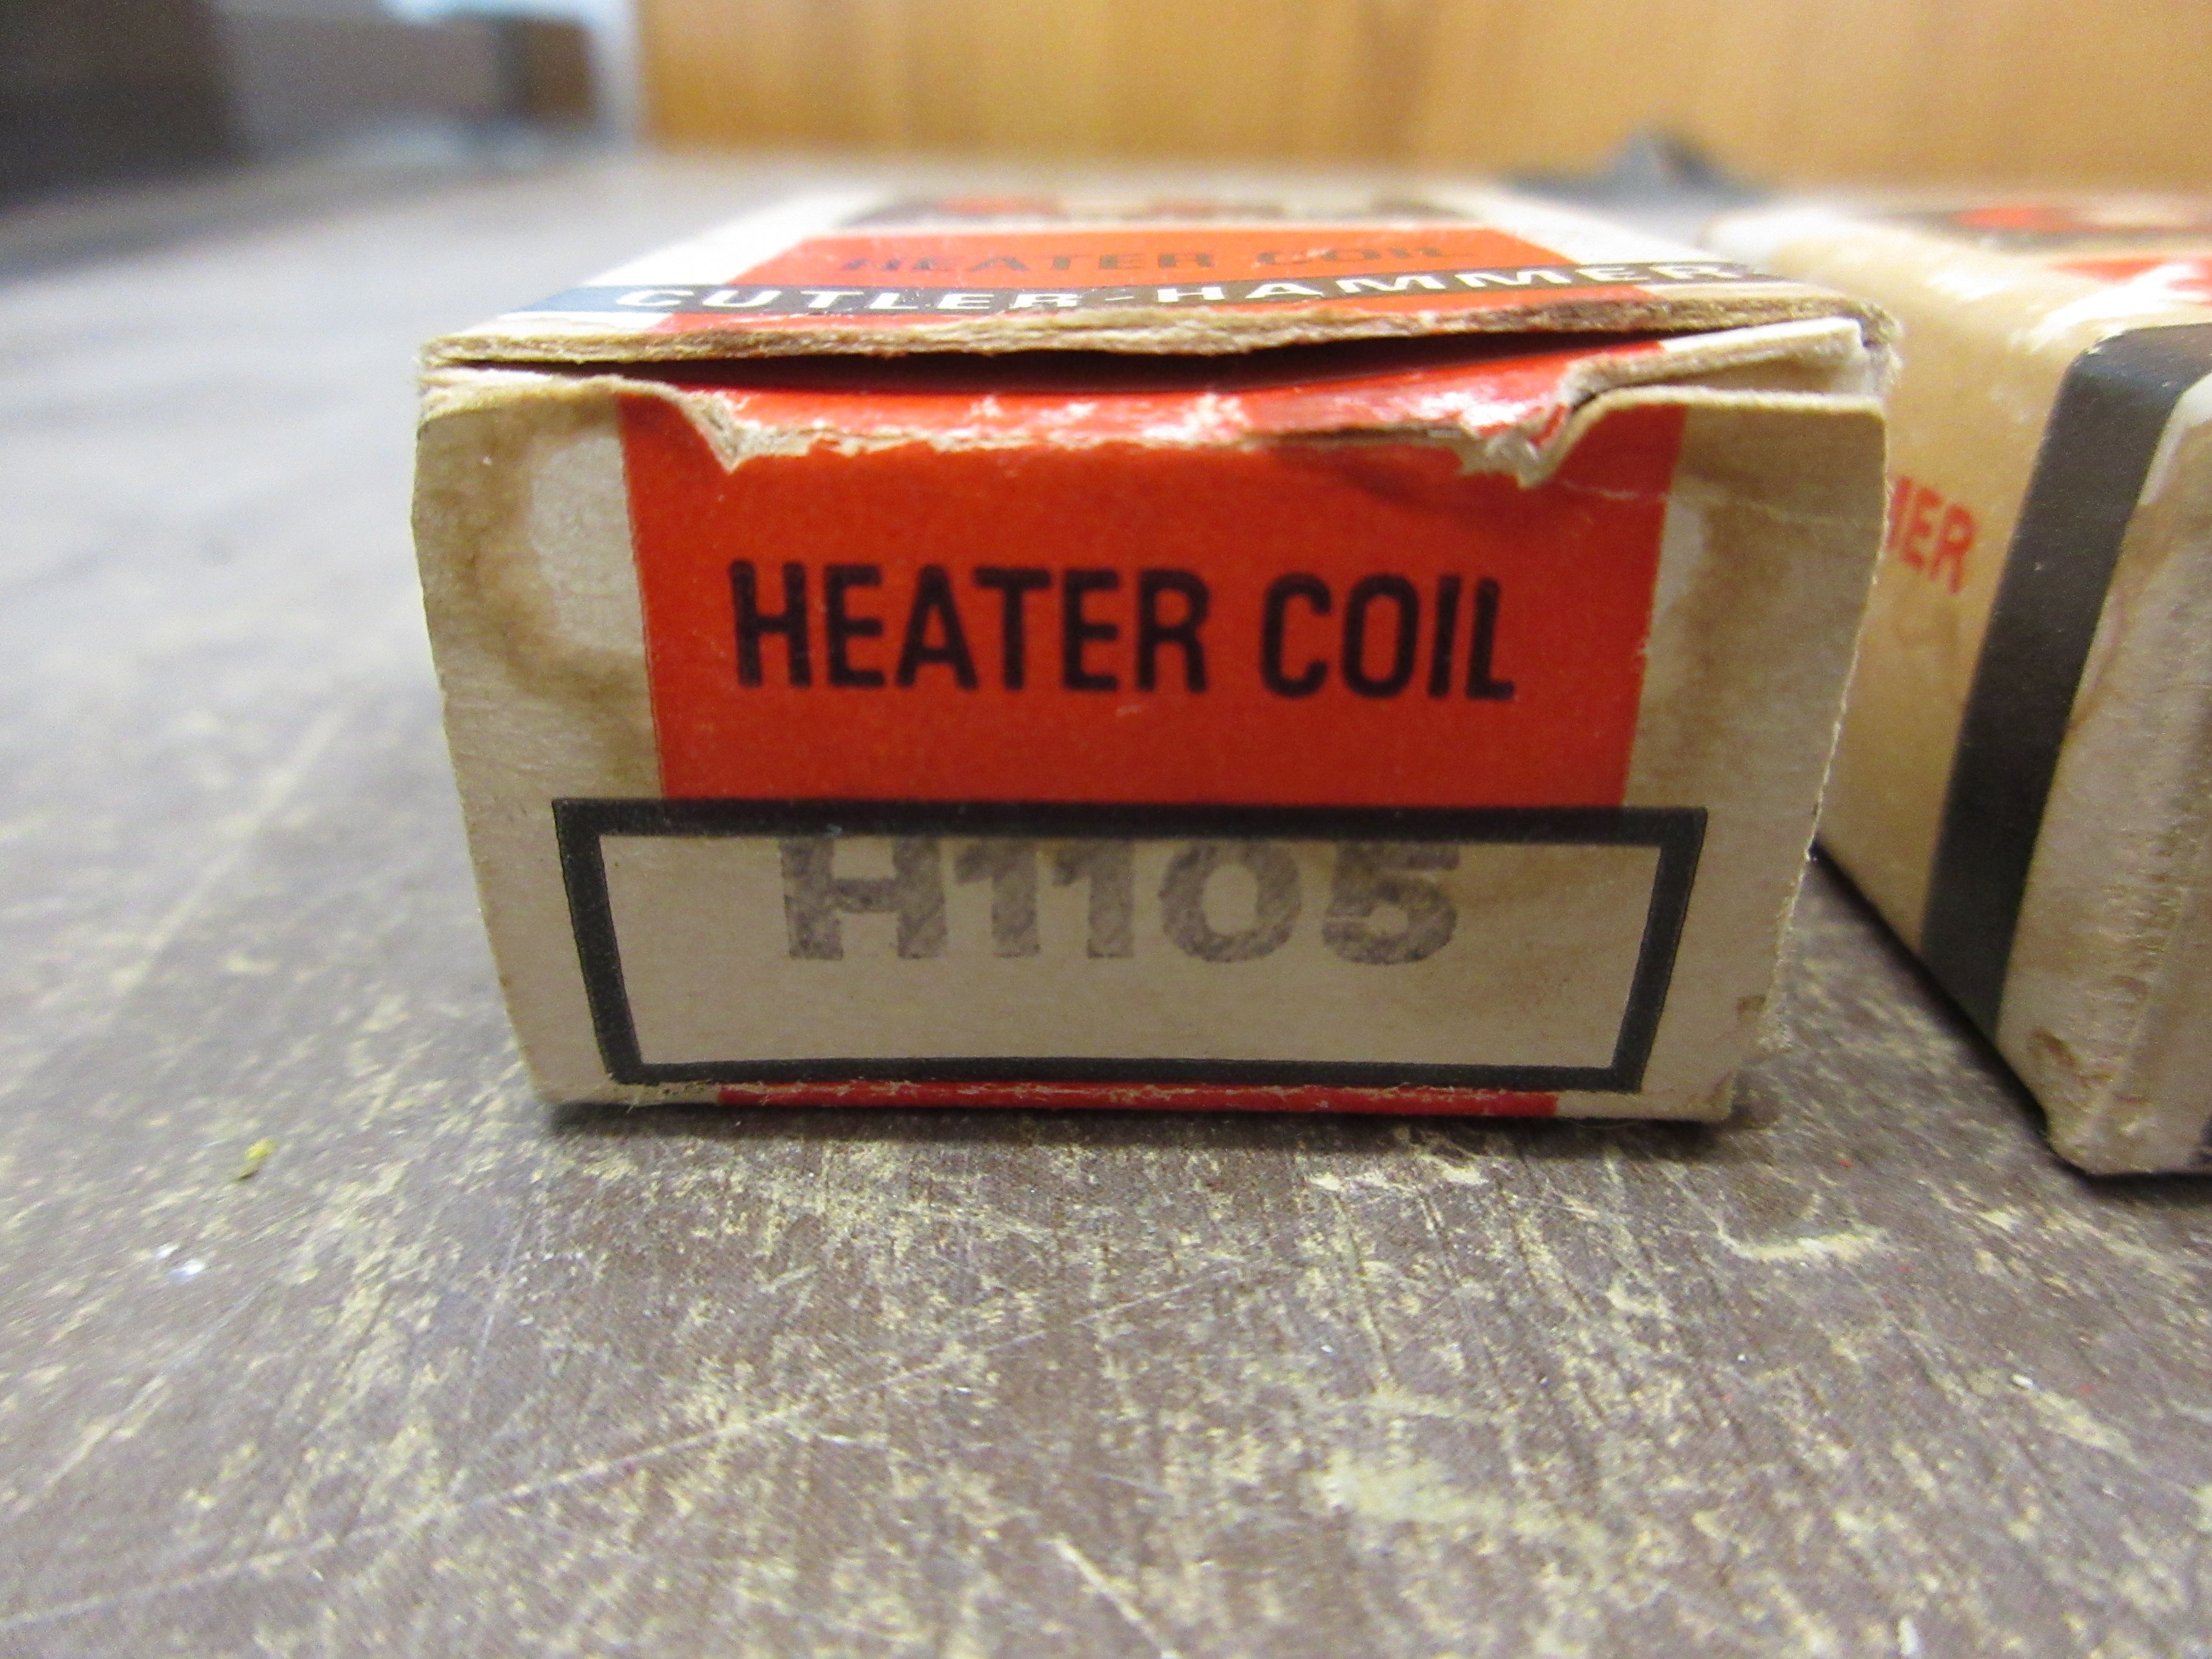 HEATER COIL
CUTLER-HAMMER
HEATER COIL
H1105